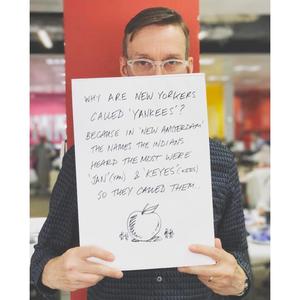 WHY ARE NEW YORKERS
CALLED 'YANKEES'?
BECAUSE IN 'NEW AMSTERDAM'
THE NAMES THE INDIANS
HEARD THE MOST WERE
'JAN' (YAN) & 'KEYES' (KEES)
SO THEY CALLED THEM..